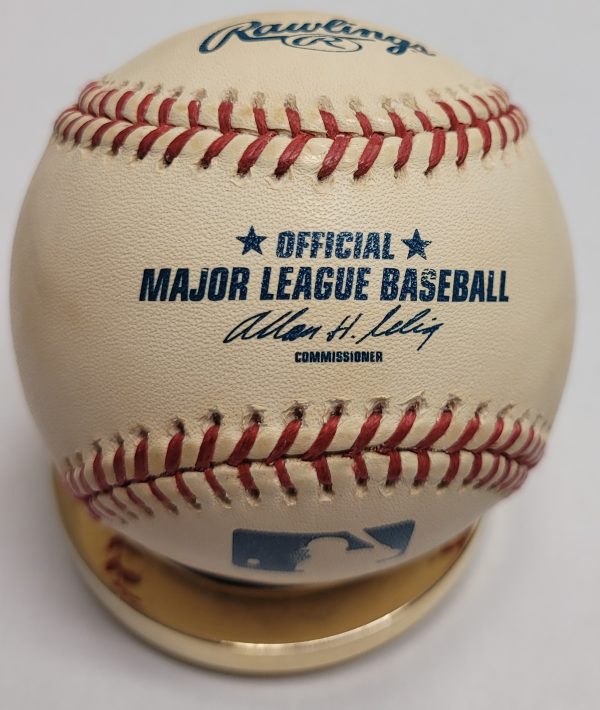 Rawlings
R
★ OFFICIAL ★
MAJOR LEAGUE BASEBALL
Allan H. Selig
COMMISSIONER